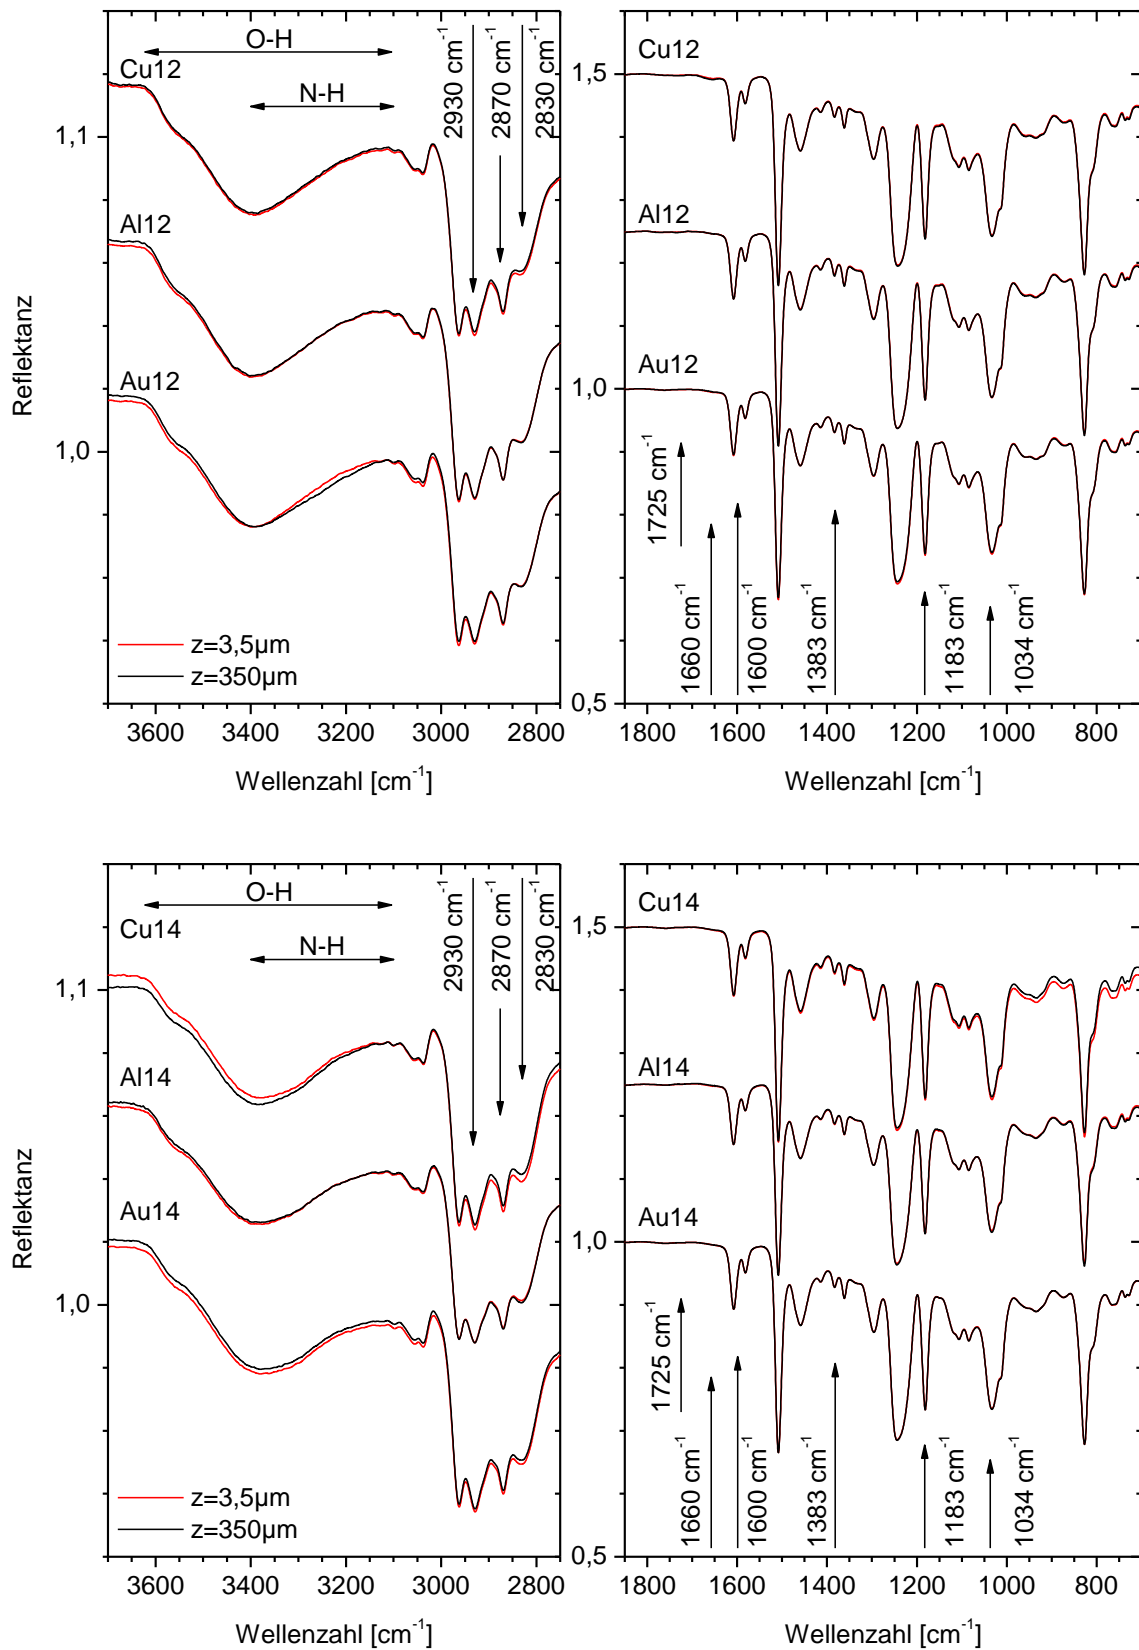 O-H
N-H
2930 cm⁻¹
2870 cm⁻¹
2830 cm⁻¹
Cu12
Al12
Au12
1,1
1,0
Reflektanz
z=3,5µm
z=350µm
3600 3400 3200 3000 2800
Wellenzahl [cm⁻¹]
Cu12
Al12
Au12
1,5
1,0
0,5
1725 cm⁻¹
1660 cm⁻¹
1600 cm⁻¹
1383 cm⁻¹
1183 cm⁻¹
1034 cm⁻¹
1800 1600 1400 1200 1000 800
Wellenzahl [cm⁻¹]
O-H
N-H
2930 cm⁻¹
2870 cm⁻¹
2830 cm⁻¹
Cu14
Al14
Au14
1,1
1,0
Reflektanz
z=3,5µm
z=350µm
3600 3400 3200 3000 2800
Wellenzahl [cm⁻¹]
Cu14
Al14
Au14
1,5
1,0
0,5
1725 cm⁻¹
1660 cm⁻¹
1600 cm⁻¹
1383 cm⁻¹
1183 cm⁻¹
1034 cm⁻¹
1800 1600 1400 1200 1000 800
Wellenzahl [cm⁻¹]